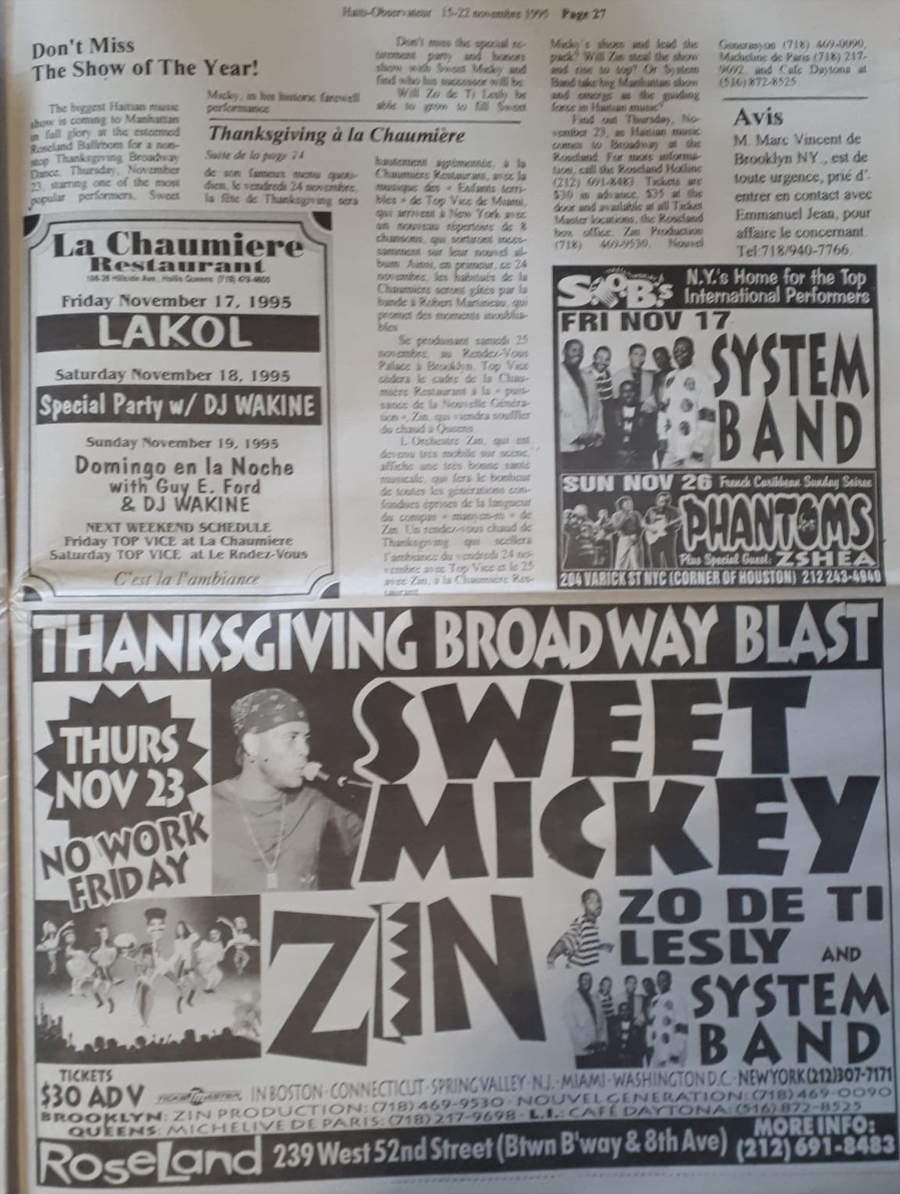 Haiti-Observateur 15-22 novembre 1995 Page 27
Don't Miss
The Show of The Year!
The biggest Haitian music
show is coming to Manhattan
in full glory at the esteemed
Roseland Ballroom for a non-
stop Thanksgiving Broadway
Dance, Thursday, November
23, starring one of the most
popular performers, Sweet
Micky, in his historic farewell
performance
Don't miss the special re-
tirement party and honors
show with Sweet Micky and
find who his successor will be.
Will Zo de Ti Lesly be
able to grow to fill Sweet
Micky's shoes and lead the
pack? Will Zin steal the show
and rise to top? Or System
Band take big Manhattan show
and emerge as the guiding
force in Haitian music?
Find out Thursday, No-
vember 23, as Haitian music
comes to Broadway at the
Roseland. For more informa-
tion, call the Roseland Hotline
(212) 691-8483. Tickets are
$30 in advance, $35 at the
door and available at all Ticket
Master locations, the Roseland
box office, Zin Production
(718) 469-9530, Nouvel
Generasyon (718) 469-0090,
Micheline de Paris (718) 217-
9692, and Cafe Daytona at
(516) 872-8525
Thanksgiving à la Chaumière
Suite de la page 24
de son fameux menu quoti-
dien, le vendredi 24 novembre,
la fête de Thanksgiving sera
hautement agrémentée, à la
Chaumière Restaurant, avec la
musique des « Enfants terri-
bles » de Top Vice de Miami,
qui arrivent à New York avec
un nouveau répertoire de 8
chansons, qui sortiront inces-
samment sur leur nouvel al-
bum. Aussi, en primeur, ce 24
novembre, les habitués de la
Chaumière seront gâtés par la
bande à Robert Martineau, qui
promet des moments inoublia-
bles
Se produisant samedi 25
novembre, au Rendez-Vous
Palace à Brooklyn, Top Vice
cédera le cadre de la Chau-
mière Restaurant à la « puis-
sance de la Nouvelle Généra-
tion », Zin, qui viendra souffler
du chaud à Queens
L'Orchestre Zin, qui est
devenu très mobile sur scène,
affiche une très bonne santé
musicale, qui fera le bonheur
de toutes les générations con-
fondues éprises de la langueur
du compas « manyen-m » de
Zin. Un rendez-vous chaud de
Thanksgiving qui scellera
l'ambiance du vendredi 24 no-
vembre avec Top Vice et le 25
avec Zin, à la Chaumière Res-
taurant
Avis
M. Marc Vincent de
Brooklyn NY., est de
toute urgence, prié d'-
entrer en contact avec
Emmanuel Jean, pour
affaire le concernant.
Tel:718/940-7766.
La Chaumiere
Restaurant
Hillside Ave., Hollis Queens (718)
Friday November 17, 1995
LAKOL
Saturday November 18, 1995
Special Party w/ DJ WAKINE
Sunday November 19, 1995
Domingo en la Noche
with Guy E. Ford
& DJ WAKINE
NEXT WEEKEND SCHEDULE
Friday TOP VICE at La Chaumiere
Saturday TOP VICE at Le Rndez-Vous
C'est la l'ambiance
S.O.B.'s
N.Y.'s Home for the Top
International Performers
FRI NOV 17
SYSTEM
BAND
SUN NOV 26 French Caribbean Sunday Soiree
PHANTOMS
Plus Special Guest: ZSHEA
204 VARICK ST NYC (CORNER OF HOUSTON) 212 243-4940
THANKSGIVING BROADWAY BLAST
THURS
NOV 23
NO WORK
FRIDAY
SWEET
MICKEY
ZIN
ZO DE TI
LESLY AND
SYSTEM
BAND
TICKETS
$30 ADV
TICKETMASTER IN BOSTON · CONNECTICUT · SPRING VALLEY · N.J. · MIAMI · WASHINGTON D.C. · NEW YORK (212)307-7171
BROOKLYN: ZIN PRODUCTION: (718) 469-9530 · NOUVEL GENERATION: (718) 469-0090
QUEENS: MICHELIVE DE PARIS: (718) 217-9698 · L.I.: CAFÉ DAYTONA: (516) 872-8525
RoseLand
239 West 52nd Street (Btwn B'way & 8th Ave)
MORE INFO:
(212) 691-8483